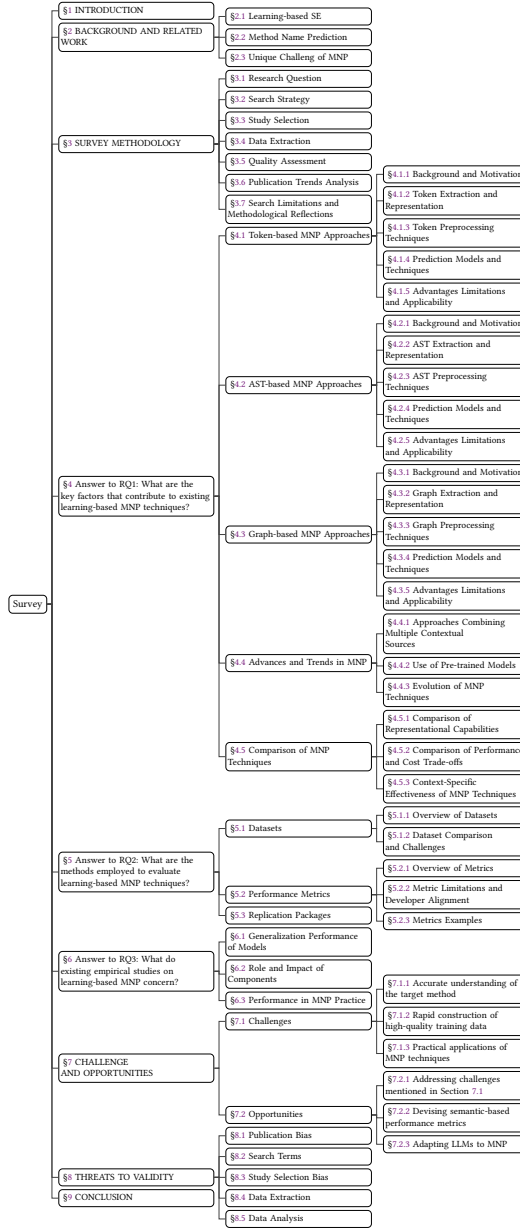 §1 INTRODUCTION
§2 BACKGROUND AND RELATED
WORK
§2.1 Learning-based SE
§2.2 Method Name Prediction
§2.3 Unique Challeng of MNP
§3 SURVEY METHODOLOGY
§3.1 Research Question
§3.2 Search Strategy
§3.3 Study Selection
§3.4 Data Extraction
§3.5 Quality Assessment
§3.6 Publication Trends Analysis
§3.7 Search Limitations and
Methodological Reflections
Survey
§4 Answer to RQ1: What are the
key factors that contribute to existing
learning-based MNP techniques?
§4.1 Token-based MNP Approaches
§4.1.1 Background and Motivation
§4.1.2 Token Extraction and
Representation
§4.1.3 Token Preprocessing
Techniques
§4.1.4 Prediction Models and
Techniques
§4.1.5 Advantages Limitations
and Applicability
§4.2 AST-based MNP Approaches
§4.2.1 Background and Motivation
§4.2.2 AST Extraction and
Representation
§4.2.3 AST Preprocessing
Techniques
§4.2.4 Prediction Models and
Techniques
§4.2.5 Advantages Limitations
and Applicability
§4.3 Graph-based MNP Approaches
§4.3.1 Background and Motivation
§4.3.2 Graph Extraction and
Representation
§4.3.3 Graph Preprocessing
Techniques
§4.3.4 Prediction Models and
Techniques
§4.3.5 Advantages Limitations
and Applicability
§4.4 Advances and Trends in MNP
§4.4.1 Approaches Combining
Multiple Contextual
Sources
§4.4.2 Use of Pre-trained Models
§4.4.3 Evolution of MNP
Techniques
§4.5 Comparison of MNP
Techniques
§4.5.1 Comparison of
Representational Capabilities
§4.5.2 Comparison of Performance
and Cost Trade-offs
§4.5.3 Context-Specific
Effectiveness of MNP Techniques
§5 Answer to RQ2: What are the
methods employed to evaluate
learning-based MNP techniques?
§5.1 Datasets
§5.1.1 Overview of Datasets
§5.1.2 Dataset Comparison
and Challenges
§5.2 Performance Metrics
§5.2.1 Overview of Metrics
§5.2.2 Metric Limitations and
Developer Alignment
§5.2.3 Metrics Examples
§5.3 Replication Packages
§6 Answer to RQ3: What do
existing empirical studies on
learning-based MNP concern?
§6.1 Generalization Performance
of Models
§6.2 Role and Impact of
Components
§6.3 Performance in MNP Practice
§7 CHALLENGE
AND OPPORTUNITIES
§7.1 Challenges
§7.1.1 Accurate understanding of
the target method
§7.1.2 Rapid construction of
high-quality training data
§7.1.3 Practical applications of
MNP techniques
§7.2 Opportunities
§7.2.1 Addressing challenges
mentioned in Section 7.1
§7.2.2 Devising semantic-based
performance metrics
§7.2.3 Adapting LLMs to MNP
§8 THREATS TO VALIDITY
§8.1 Publication Bias
§8.2 Search Terms
§8.3 Study Selection Bias
§8.4 Data Extraction
§8.5 Data Analysis
§9 CONCLUSION